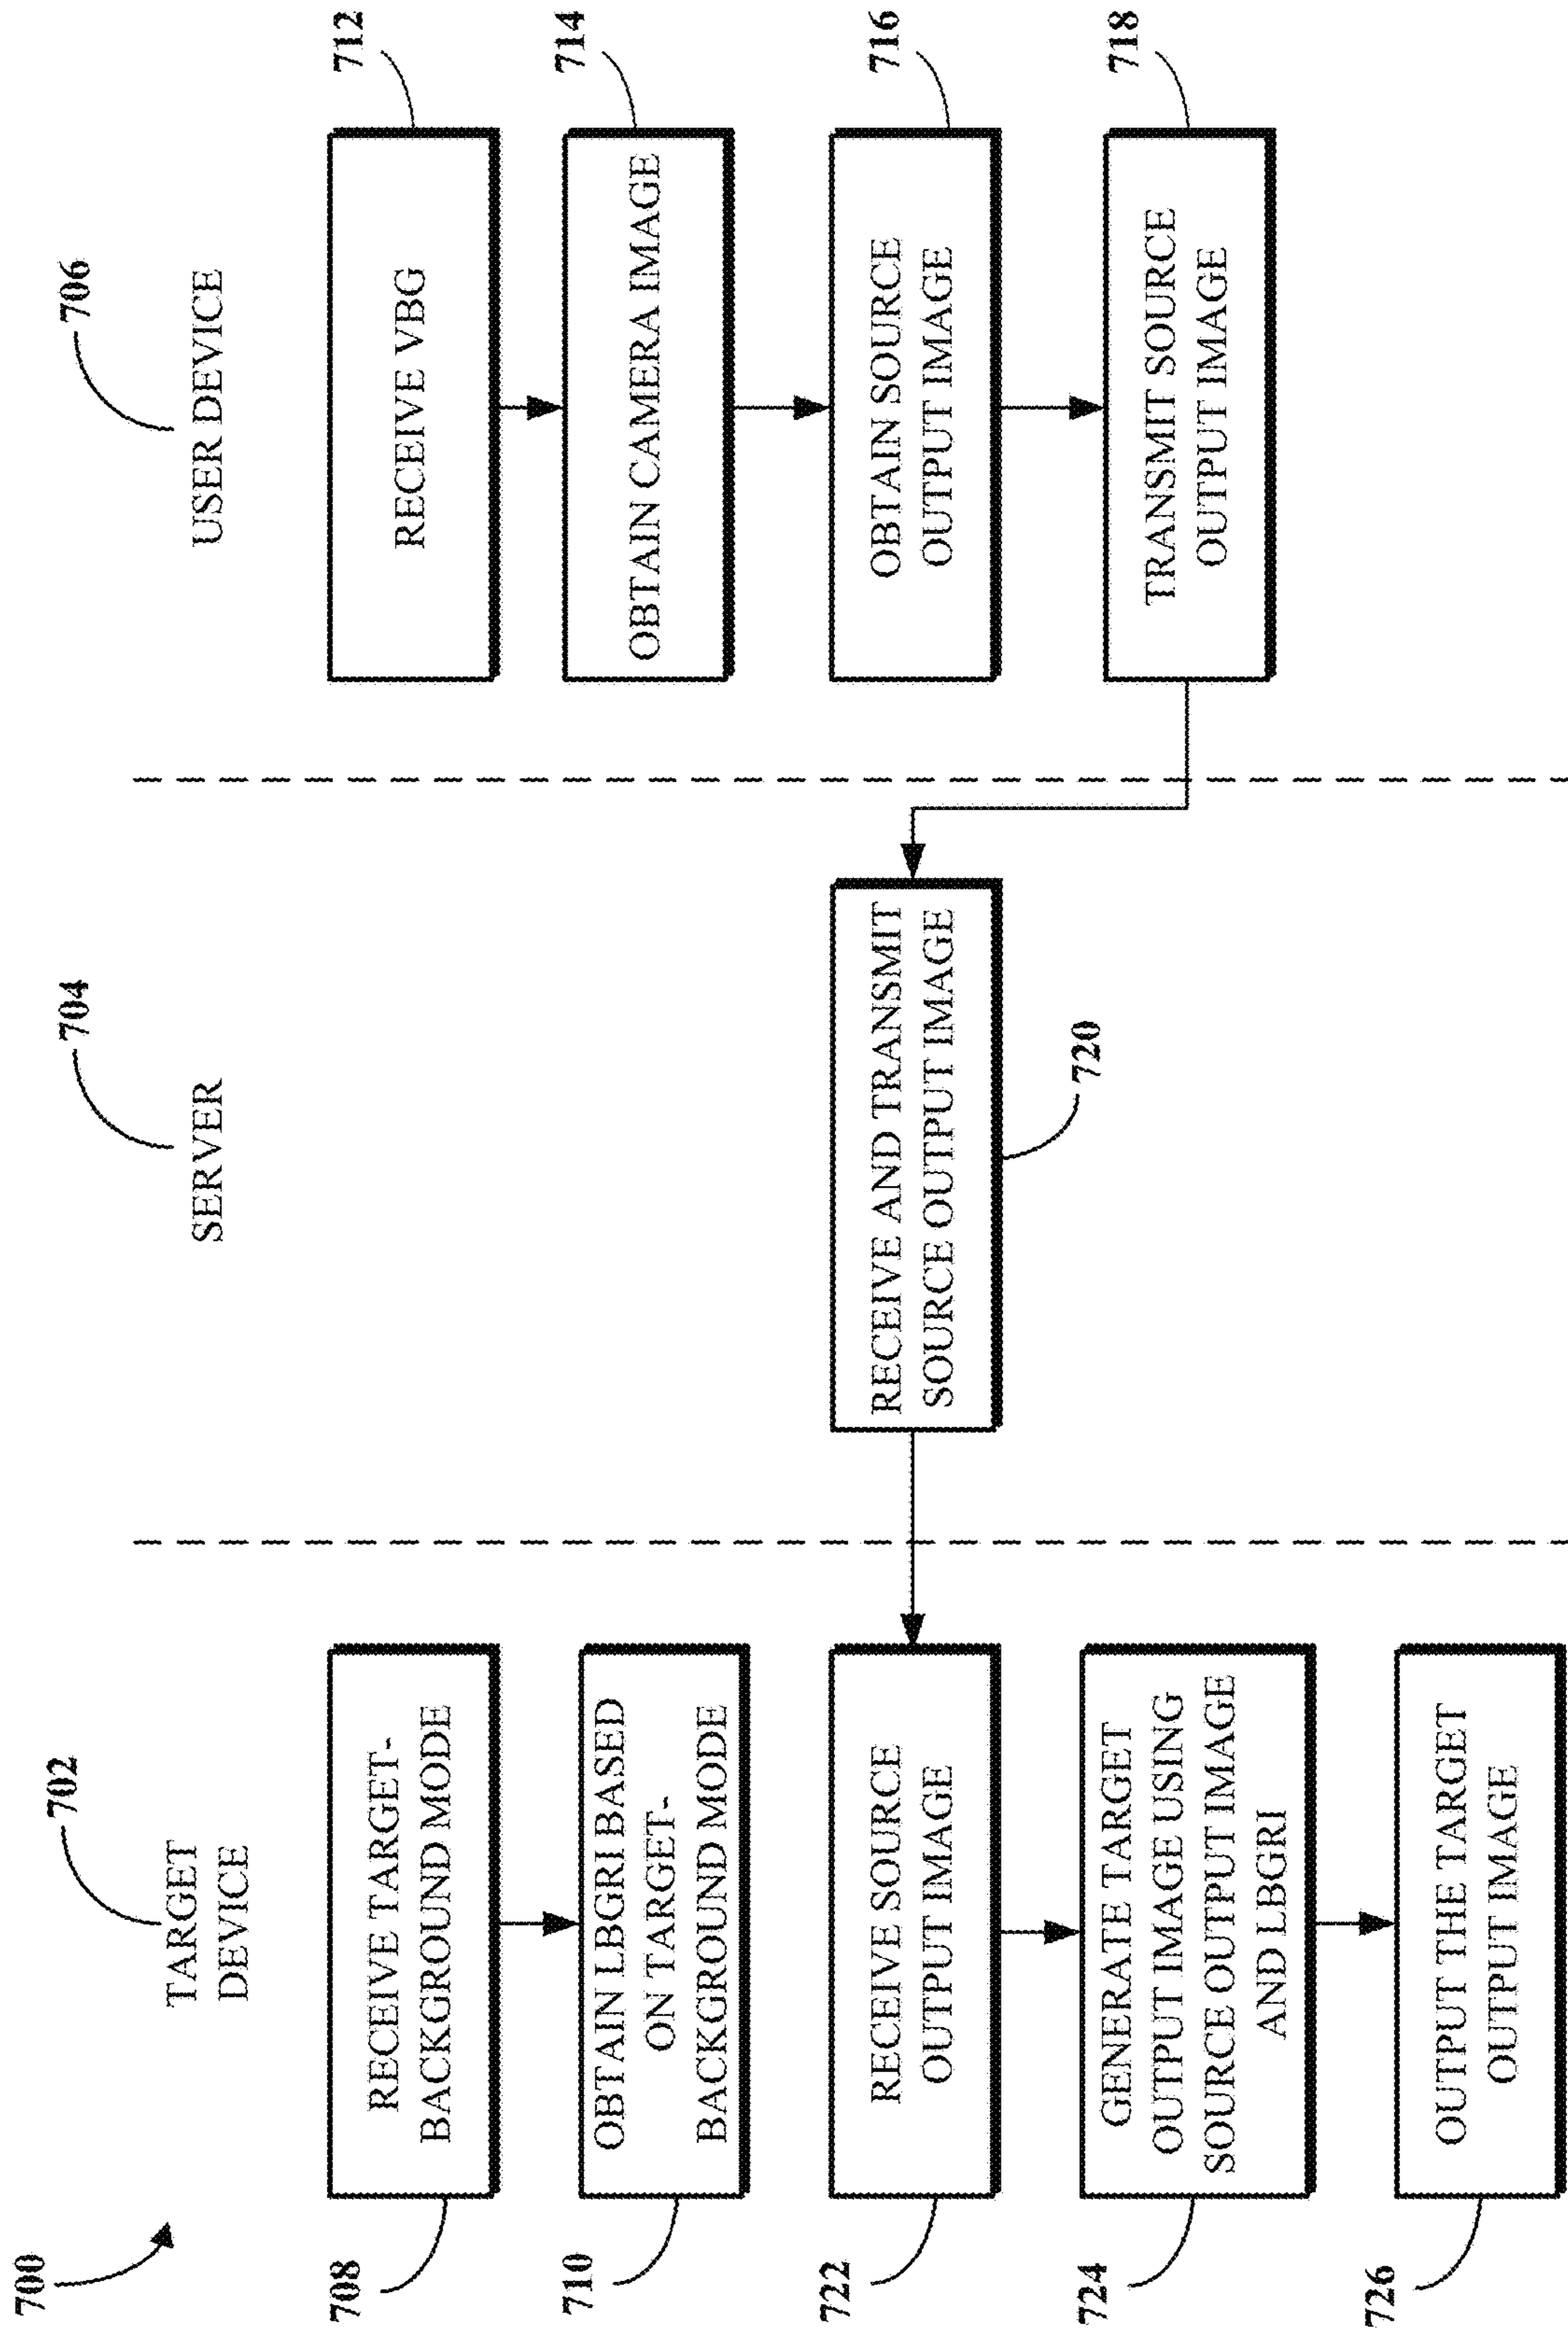 700
702
TARGET
DEVICE
704
SERVER
706
USER DEVICE
708
RECEIVE TARGET-
BACKGROUND MODE
710
OBTAIN LBGRI BASED
ON TARGET-
BACKGROUND MODE
722
RECEIVE SOURCE
OUTPUT IMAGE
724
GENERATE TARGET
OUTPUT IMAGE USING
SOURCE OUTPUT IMAGE
AND LBGRI
726
OUTPUT THE TARGET
OUTPUT IMAGE
RECEIVE AND TRANSMIT
SOURCE OUTPUT IMAGE
720
RECEIVE VBG
712
OBTAIN CAMERA IMAGE
714
OBTAIN SOURCE
OUTPUT IMAGE
716
TRANSMIT SOURCE
OUTPUT IMAGE
718